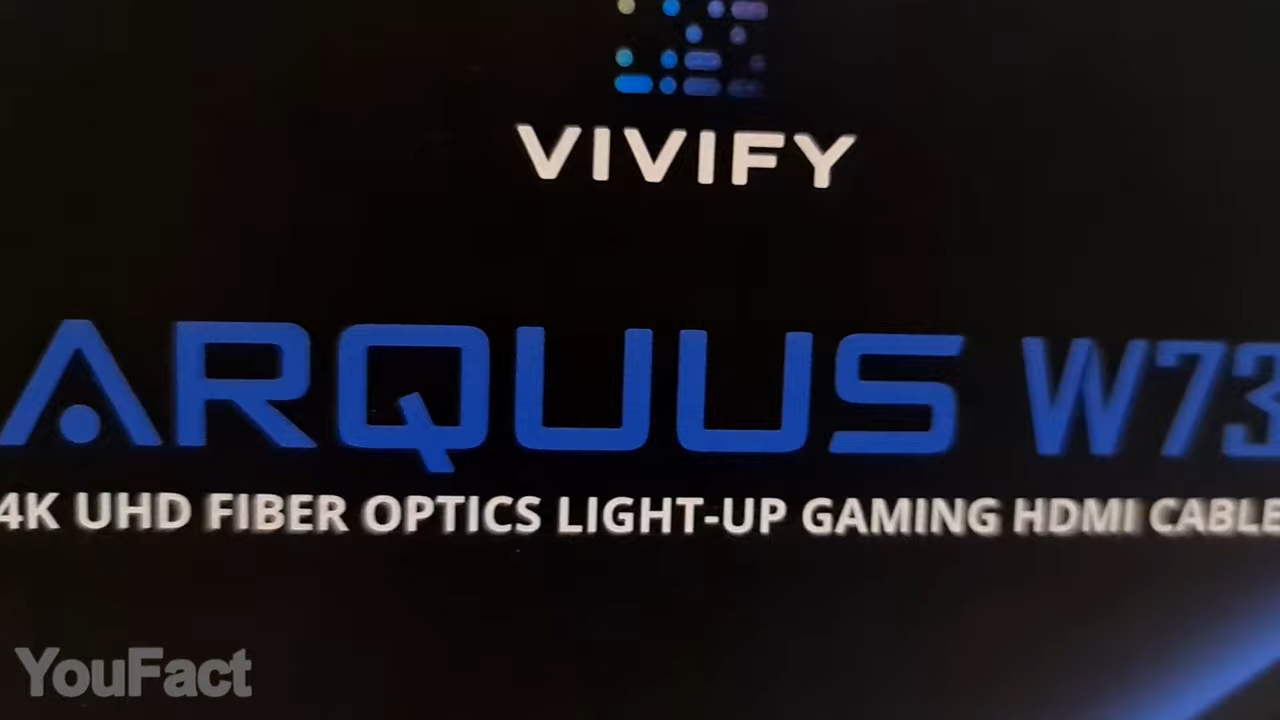 VIVIFY
ARQUUS W73
4K UHD FIBER OPTICS LIGHT-UP GAMING HDMI CABLE
YouFact